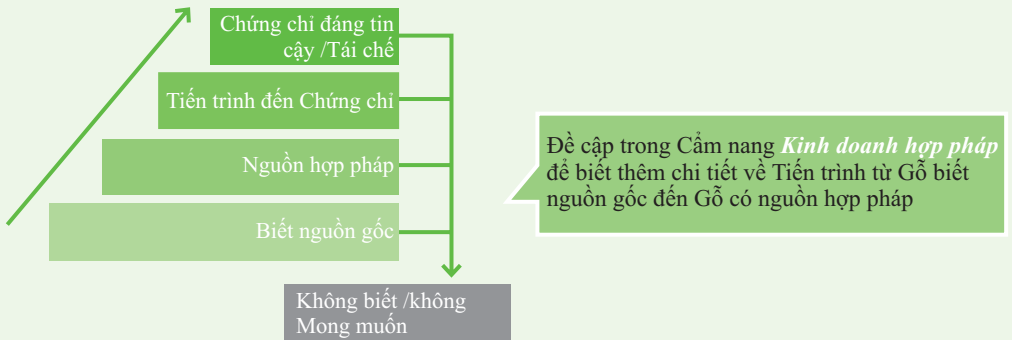 Chứng chỉ đáng tin
cậy /Tái chế
Tiến trình đến Chứng chỉ
Nguồn hợp pháp
Biết nguồn gốc
Không biết /không
Mong muốn
Đề cập trong Cẩm nang Kinh doanh hợp pháp
để biết thêm chi tiết về Tiến trình từ Gỗ biết
nguồn gốc đến Gỗ có nguồn hợp pháp